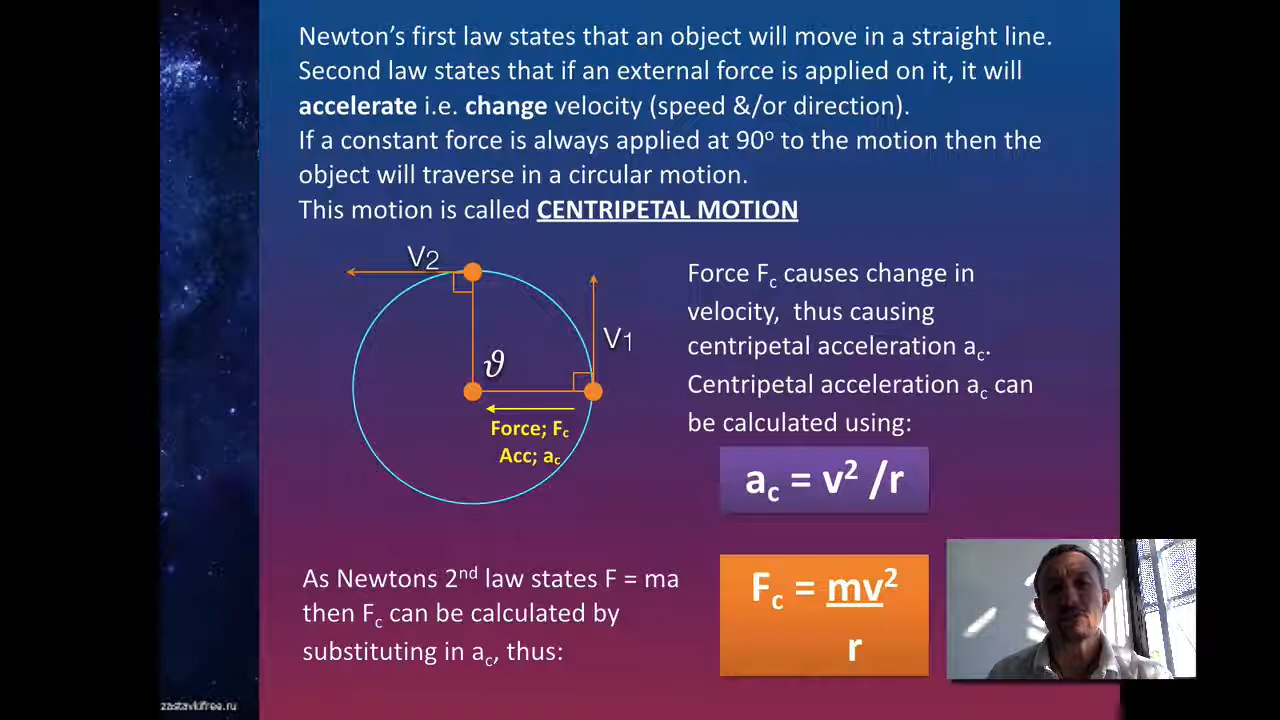 Newton’s first law states that an object will move in a straight line.
Second law states that if an external force is applied on it, it will
accelerate i.e. change velocity (speed &/or direction).
If a constant force is always applied at 90ᵒ to the motion then the
object will traverse in a circular motion.
This motion is called CENTRIPETAL MOTION
V2
V1
ϑ
Force; Fc
Acc; ac
Force Fc causes change in
velocity,  thus causing
centripetal acceleration ac.
Centripetal acceleration ac can
be calculated using:
ac = v² /r
As Newtons 2nd law states F = ma
then Fc can be calculated by
substituting in ac, thus:
Fc = mv²
r
zastavkifree.ru